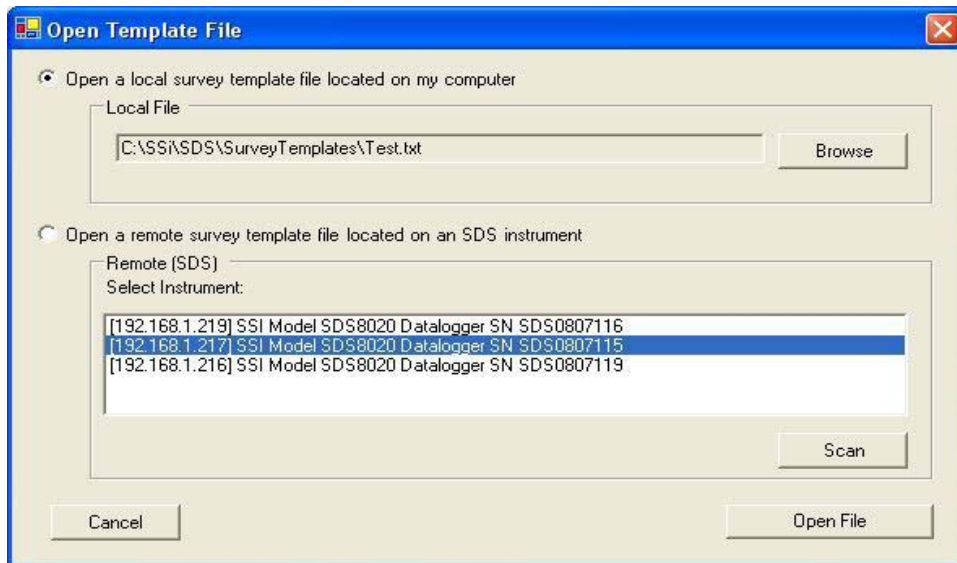 Open Template File
Open a local survey template file located on my computer
Local File
C:\SSi\SDS\SurveyTemplates\Test.txt
Browse
Open a remote survey template file located on an SDS instrument
Remote (SDS)
Select Instrument:
[192.168.1.219] SSI Model SDS8020 Datalogger SN SDS0807116
[192.168.1.217] SSI Model SDS8020 Datalogger SN SDS0807115
[192.168.1.216] SSI Model SDS8020 Datalogger SN SDS0807119
Scan
Cancel
Open File